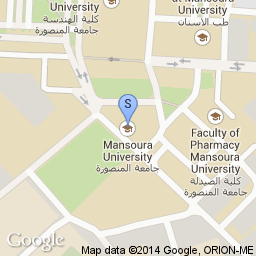 at Mansoura
University
University
كلية الهندسة
جامعة المنصورة
طب الأسنان
S
Mansoura
University
جامعة المنصورة
Faculty of
Pharmacy
Mansoura
University
كلية الصيدلة
جامعة المنصورة
Google
Map data ©2014 Google, ORION-ME